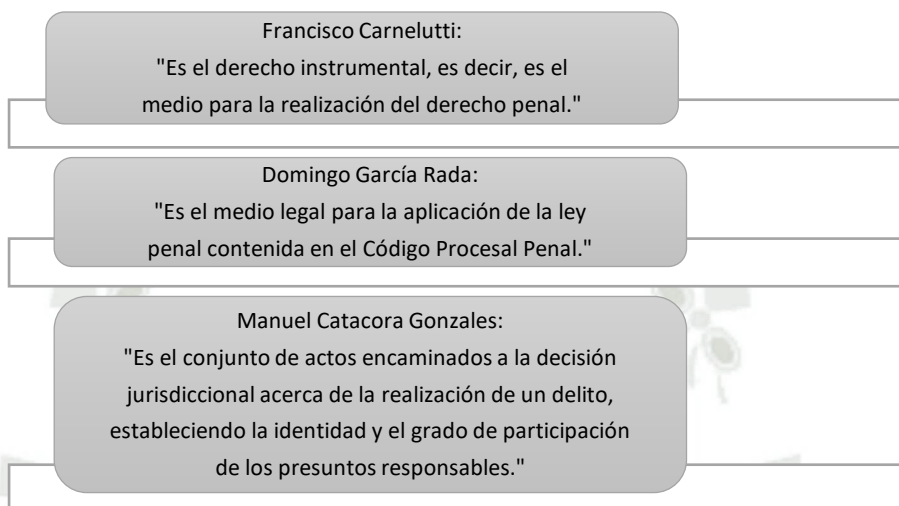 Francisco Carnelutti:
"Es el derecho instrumental, es decir, es el
medio para la realización del derecho penal."
Domingo García Rada:
"Es el medio legal para la aplicación de la ley
penal contenida en el Código Procesal Penal."
Manuel Catacora Gonzales:
"Es el conjunto de actos encaminados a la decisión
jurisdiccional acerca de la realización de un delito,
estableciendo la identidad y el grado de participación
de los presuntos responsables."